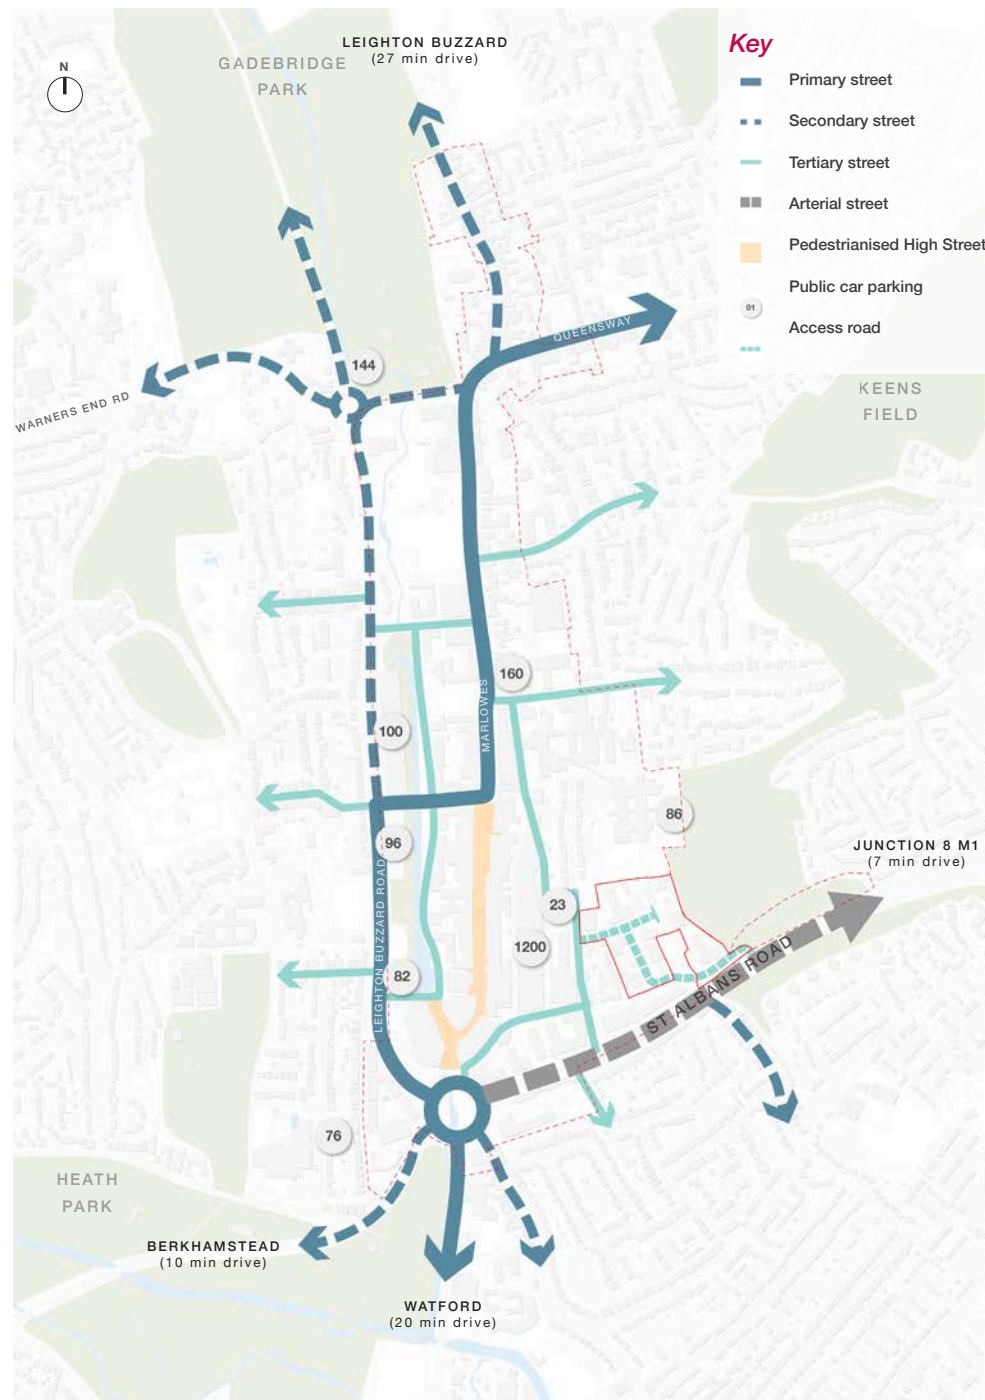 LEIGHTON BUZZARD
(27 min drive)
GADEBRIDGE
PARK
N
Key
Primary street
Secondary street
Tertiary street
Arterial street
Pedestrianised High Street
Public car parking
01
Access road
QUEENSWAY
144
WARNERS END RD
KEENS
FIELD
160
MARLOWES
100
86
96
JUNCTION 8 M1
(7 min drive)
LEIGHTON BUZZARD ROAD
23
1200
82
ST ALBANS ROAD
76
HEATH
PARK
BERKHAMSTEAD
(10 min drive)
WATFORD
(20 min drive)